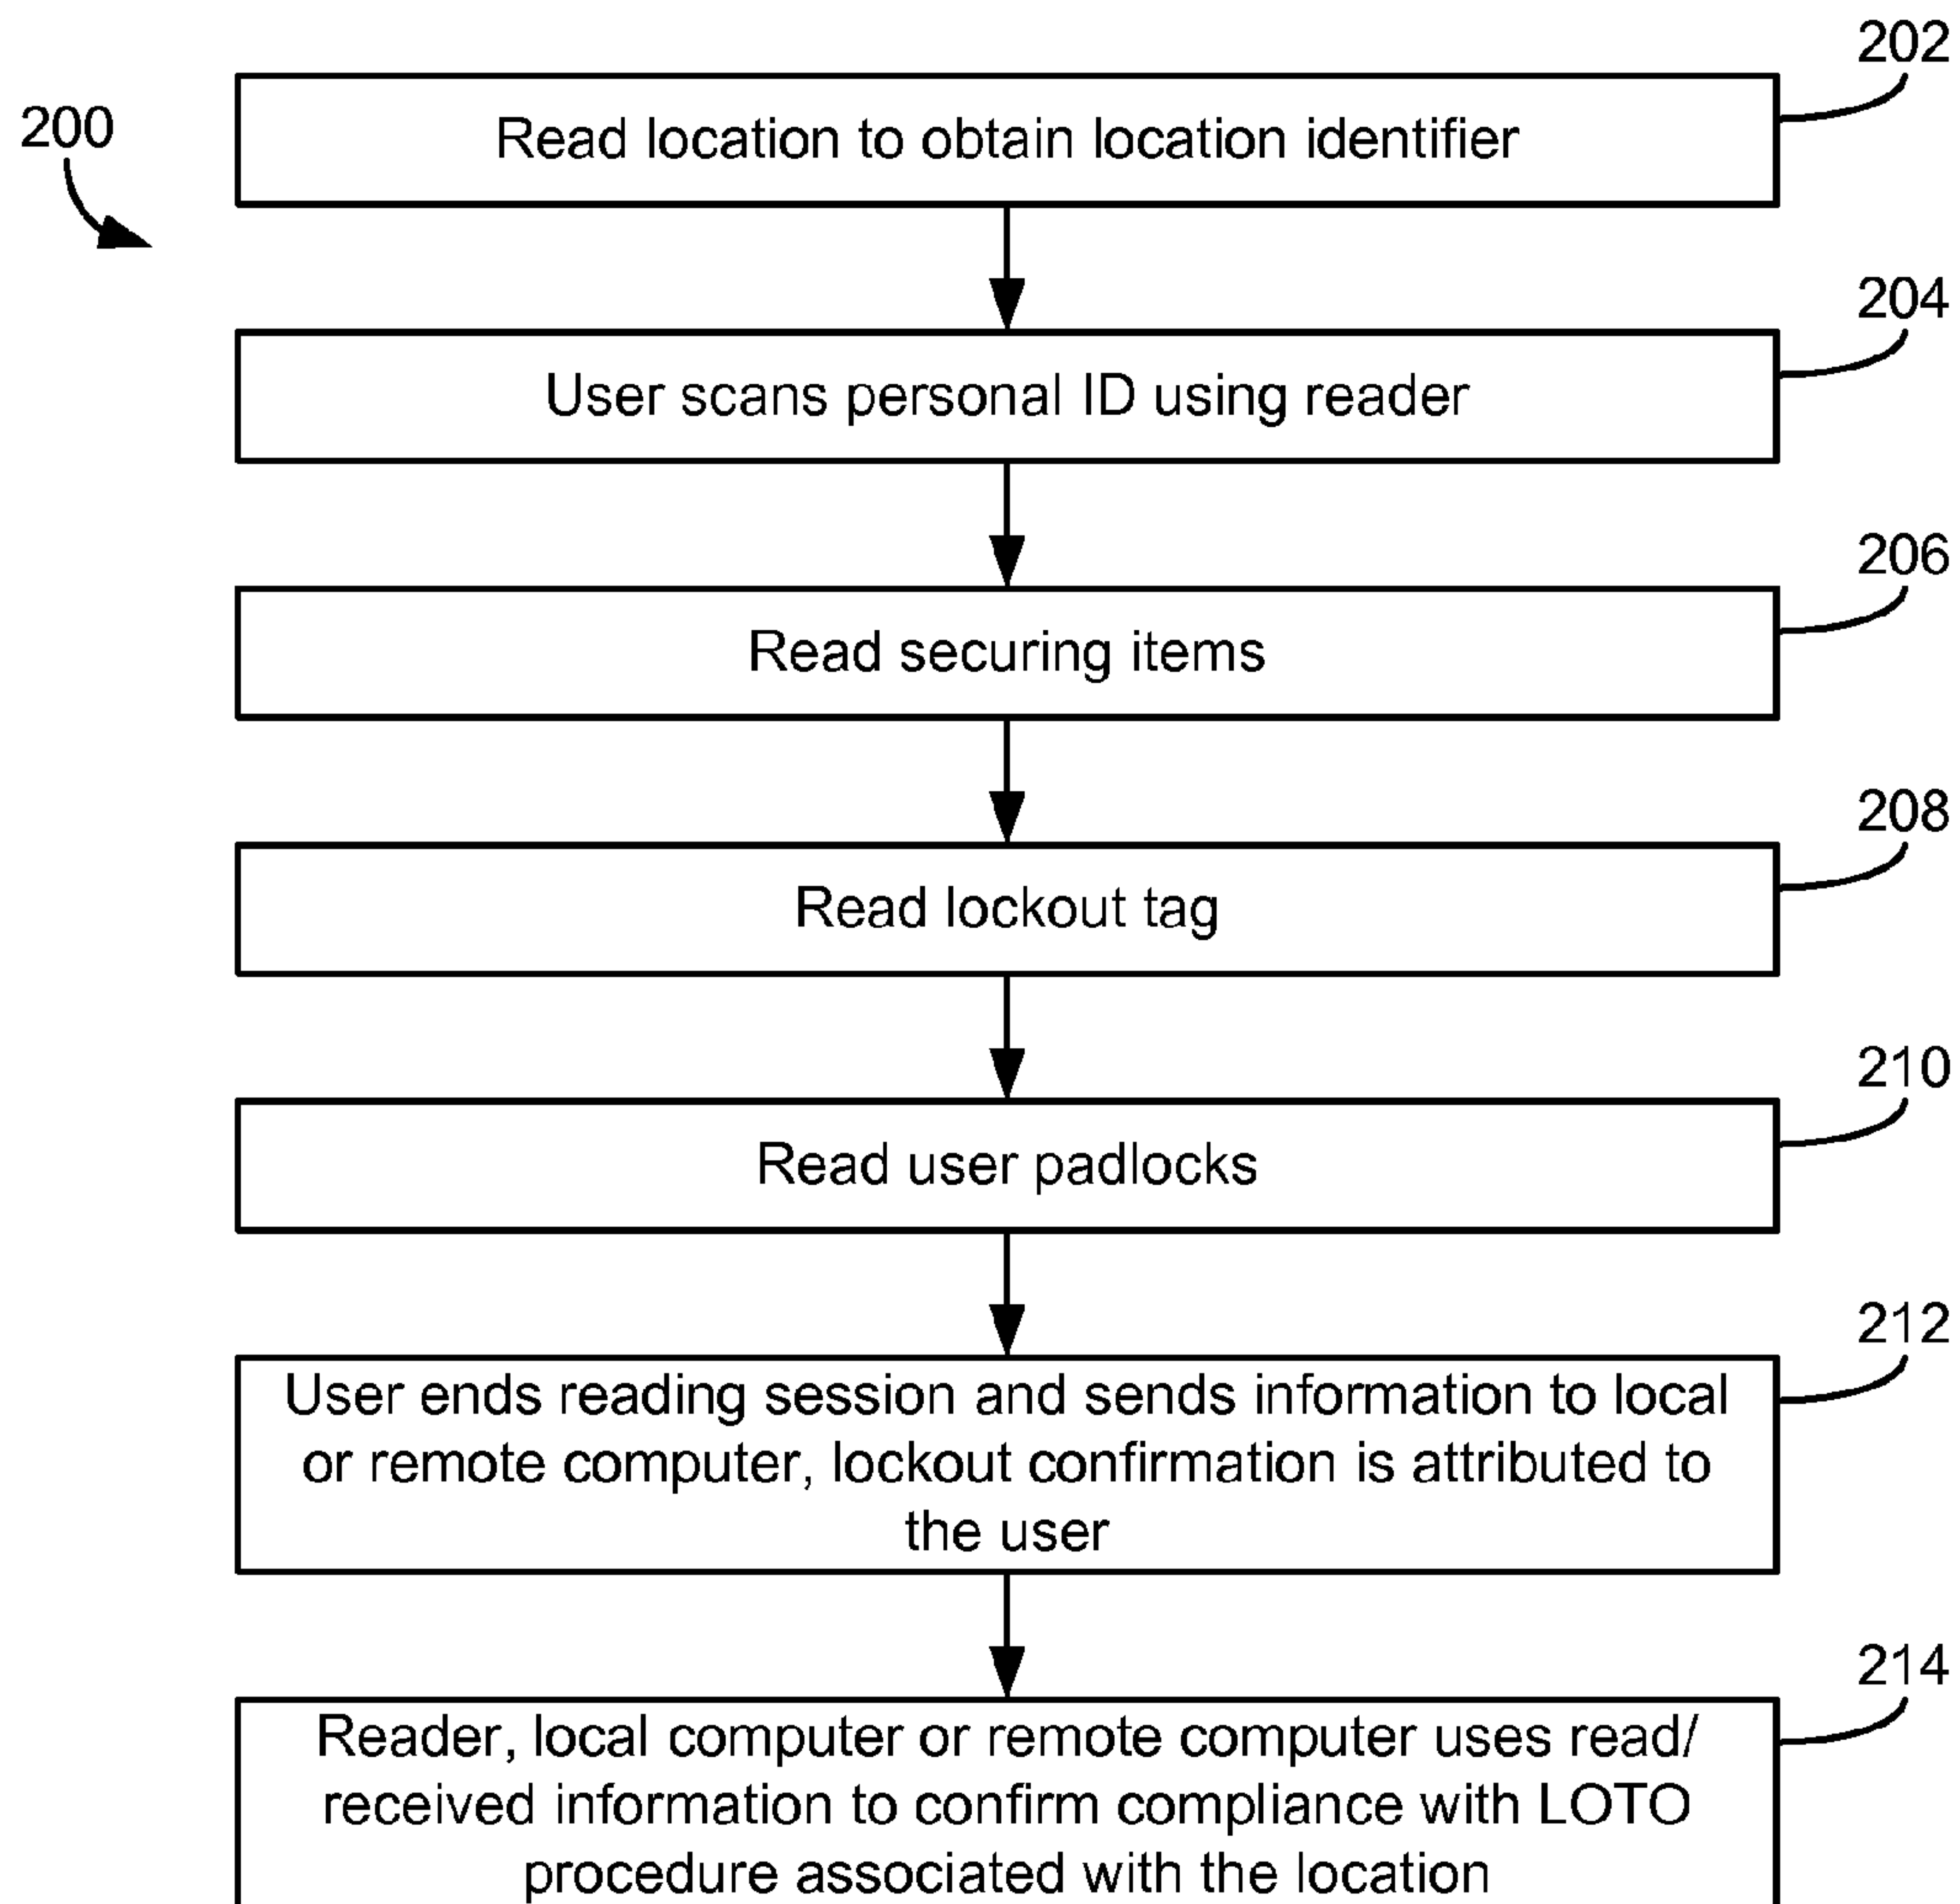 202
200
Read location to obtain location identifier
204
User scans personal ID using reader
206
Read securing items
208
Read lockout tag
210
Read user padlocks
212
User ends reading session and sends information to local
or remote computer, lockout confirmation is attributed to
the user
214
Reader, local computer or remote computer uses read/
received information to confirm compliance with LOTO
procedure associated with the location